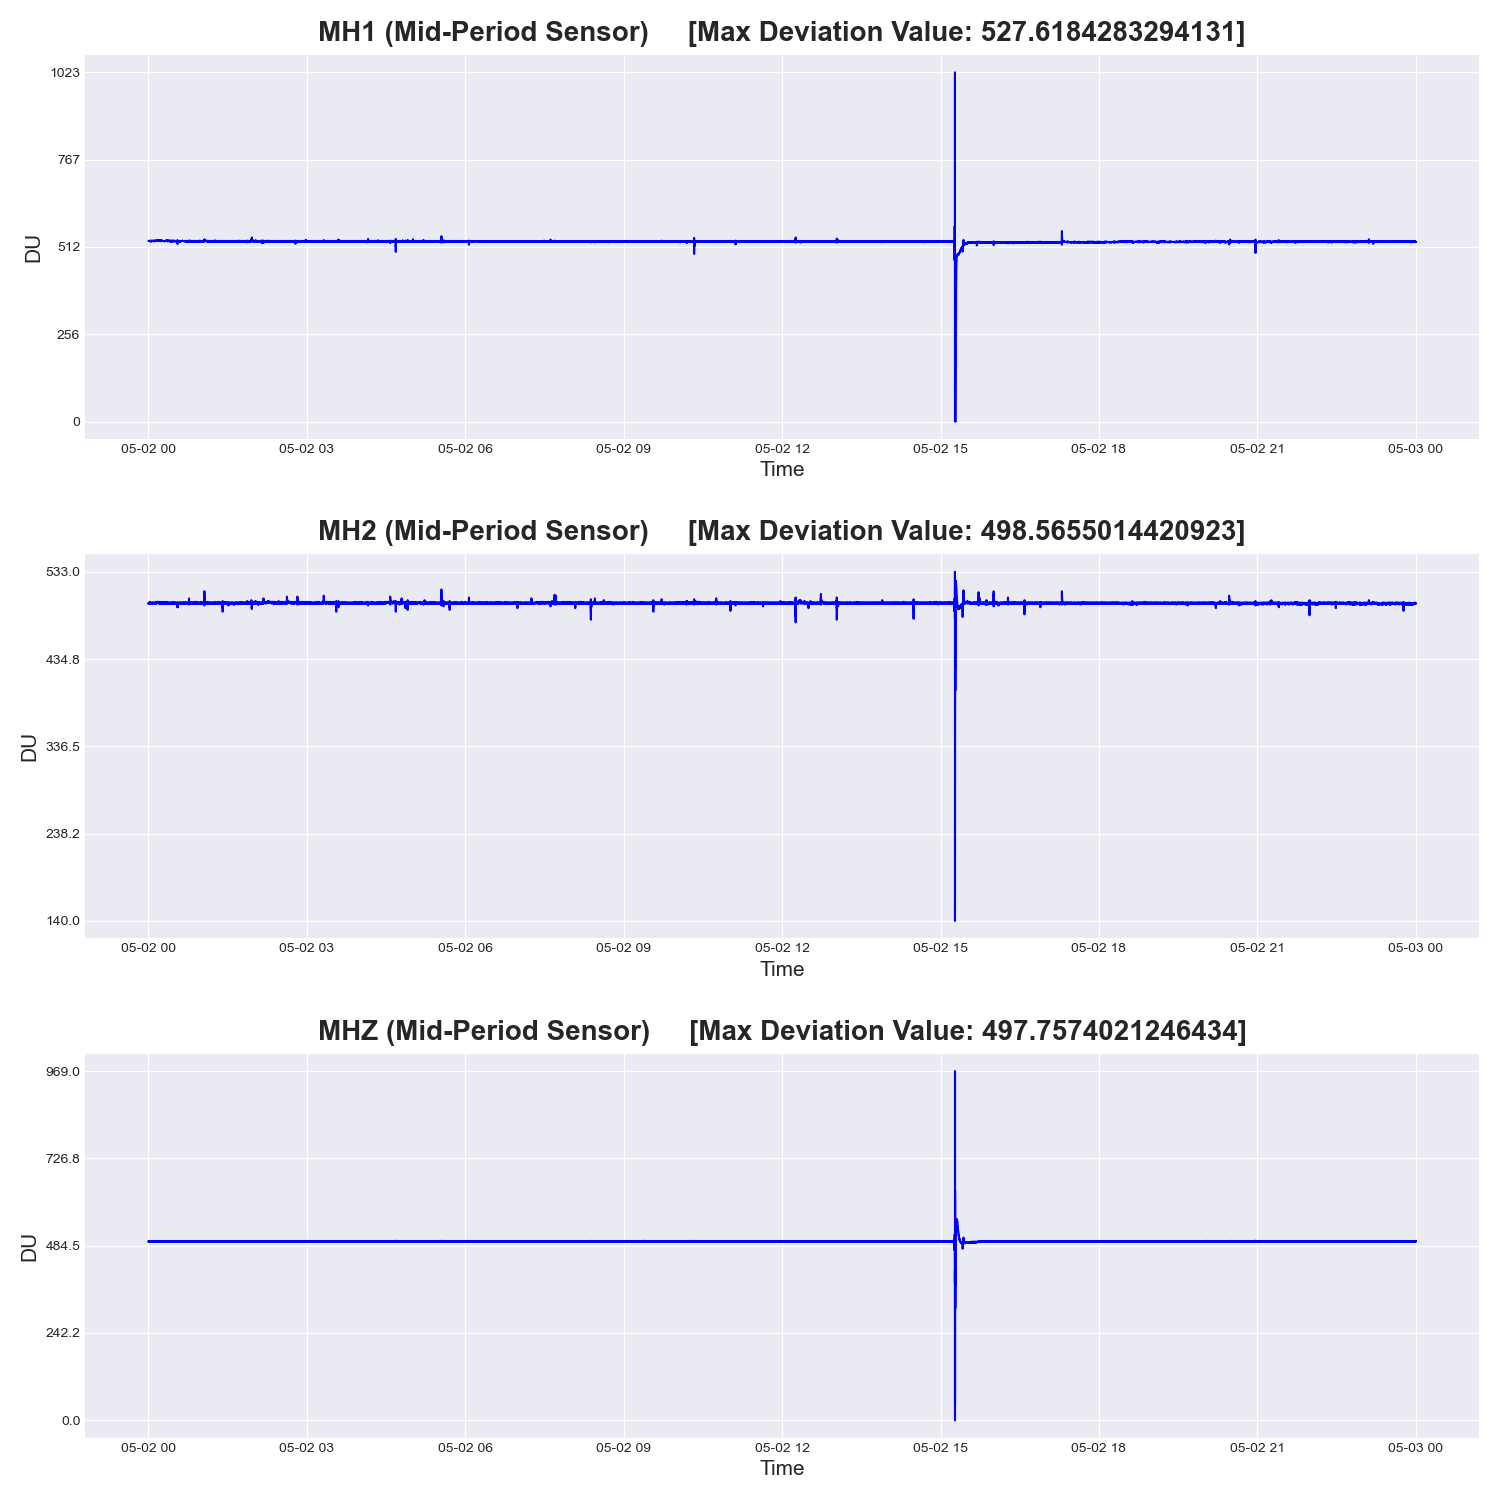 MH1 (Mid-Period Sensor) [Max Deviation Value: 527.6184283294131]
1023
767
512
256
0
DU
05-02 00 05-02 03 05-02 06 05-02 09 05-02 12 05-02 15 05-02 18 05-02 21 05-03 00
Time
MH2 (Mid-Period Sensor) [Max Deviation Value: 498.5655014420923]
533.0
434.8
336.5
238.2
140.0
DU
05-02 00 05-02 03 05-02 06 05-02 09 05-02 12 05-02 15 05-02 18 05-02 21 05-03 00
Time
MHZ (Mid-Period Sensor) [Max Deviation Value: 497.7574021246434]
969.0
726.8
484.5
242.2
0.0
DU
05-02 00 05-02 03 05-02 06 05-02 09 05-02 12 05-02 15 05-02 18 05-02 21 05-03 00
Time